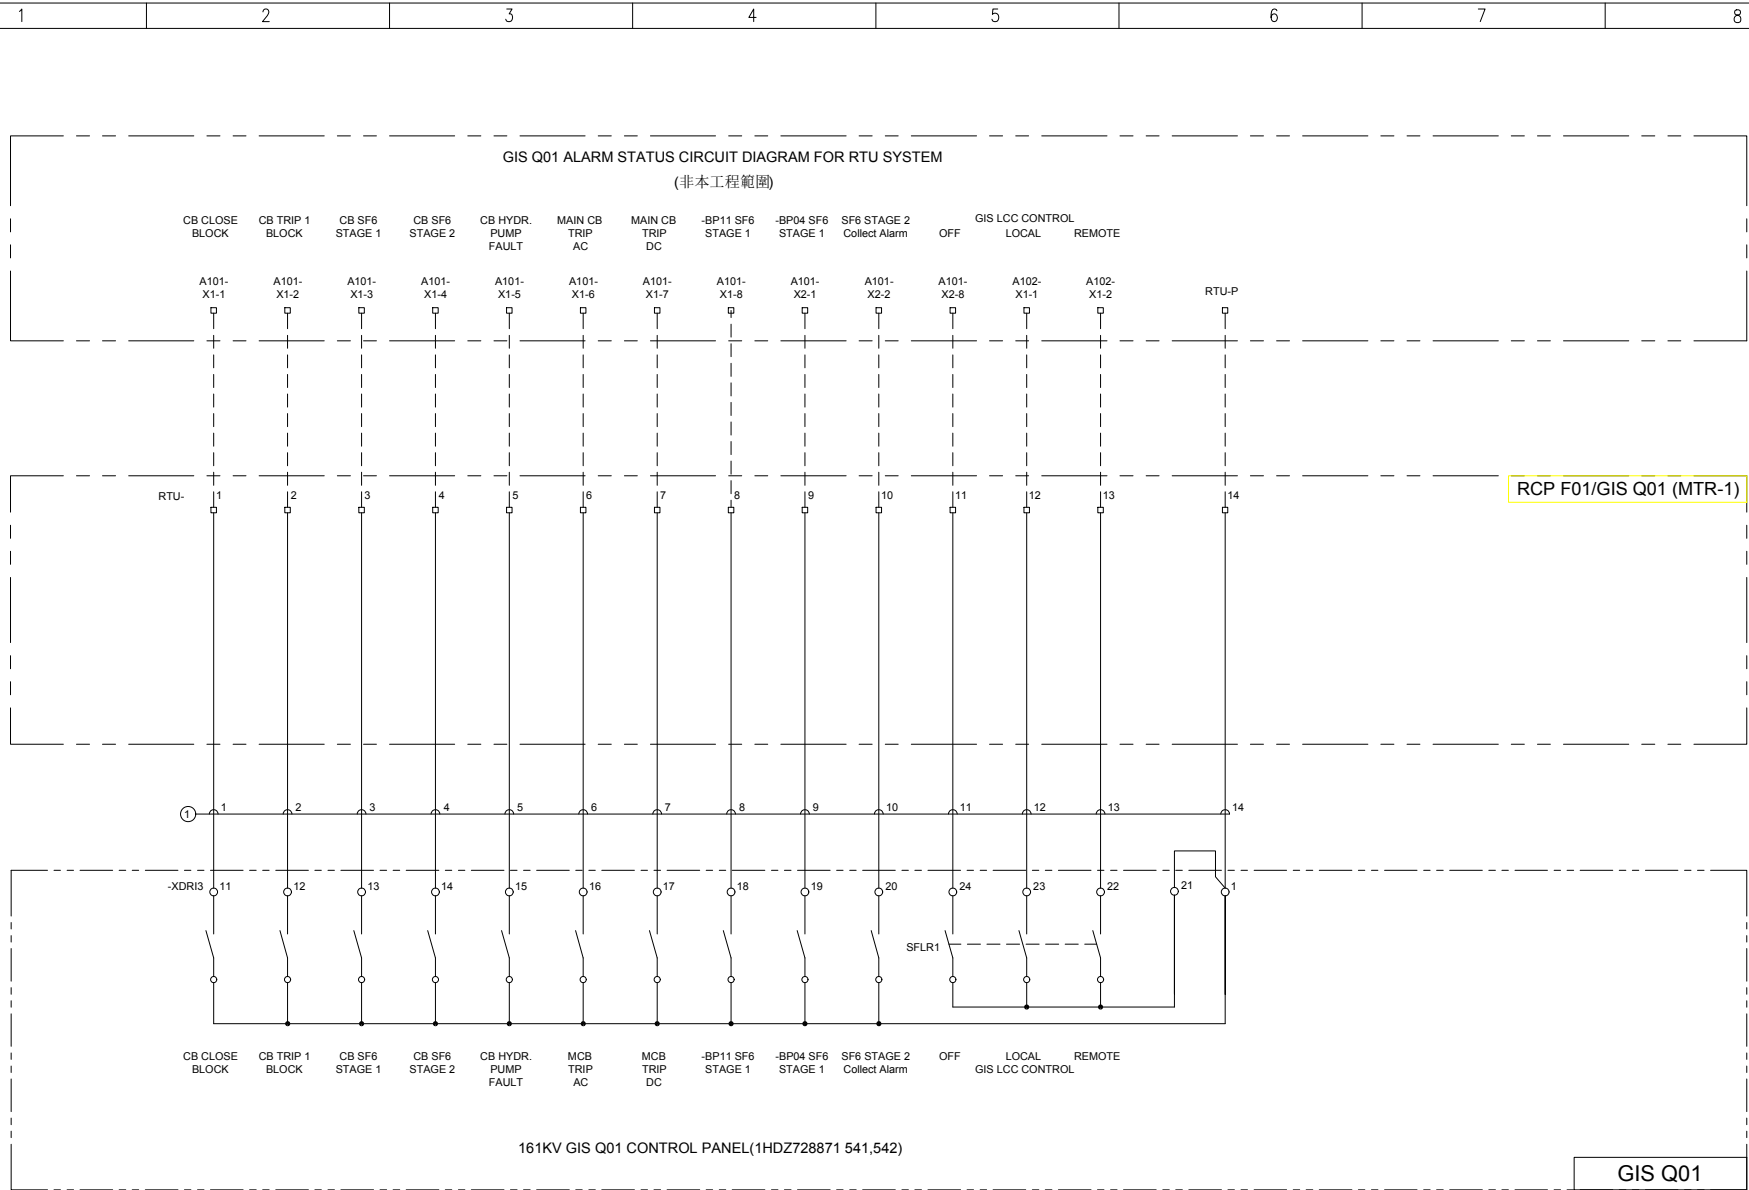 1 2 3 4 5 6 7 8
GIS Q01 ALARM STATUS CIRCUIT DIAGRAM FOR RTU SYSTEM
(非本工程範圍)
CB CLOSE
BLOCK
CB TRIP 1
BLOCK
CB SF6
STAGE 1
CB SF6
STAGE 2
CB HYDR.
PUMP
FAULT
MAIN CB
TRIP
AC
MAIN CB
TRIP
DC
-BP11 SF6
STAGE 1
-BP04 SF6
STAGE 1
SF6 STAGE 2
Collect Alarm
GIS LCC CONTROL
OFF LOCAL REMOTE
A101-
X1-1
A101-
X1-2
A101-
X1-3
A101-
X1-4
A101-
X1-5
A101-
X1-6
A101-
X1-7
A101-
X1-8
A101-
X2-1
A101-
X2-2
A101-
X2-8
A102-
X1-1
A102-
X1-2
RTU-P
RTU- 1 2 3 4 5 6 7 8 9 10 11 12 13 14
RCP F01/GIS Q01 (MTR-1)
1 1 2 3 4 5 6 7 8 9 10 11 12 13 14
-XDRI3 11 12 13 14 15 16 17 18 19 20 24 23 22 21 1
SFLR1
CB CLOSE
BLOCK
CB TRIP 1
BLOCK
CB SF6
STAGE 1
CB SF6
STAGE 2
CB HYDR.
PUMP
FAULT
MCB
TRIP
AC
MCB
TRIP
DC
-BP11 SF6
STAGE 1
-BP04 SF6
STAGE 1
SF6 STAGE 2
Collect Alarm
OFF LOCAL REMOTE
GIS LCC CONTROL
161KV GIS Q01 CONTROL PANEL(1HDZ728871 541,542)
GIS Q01